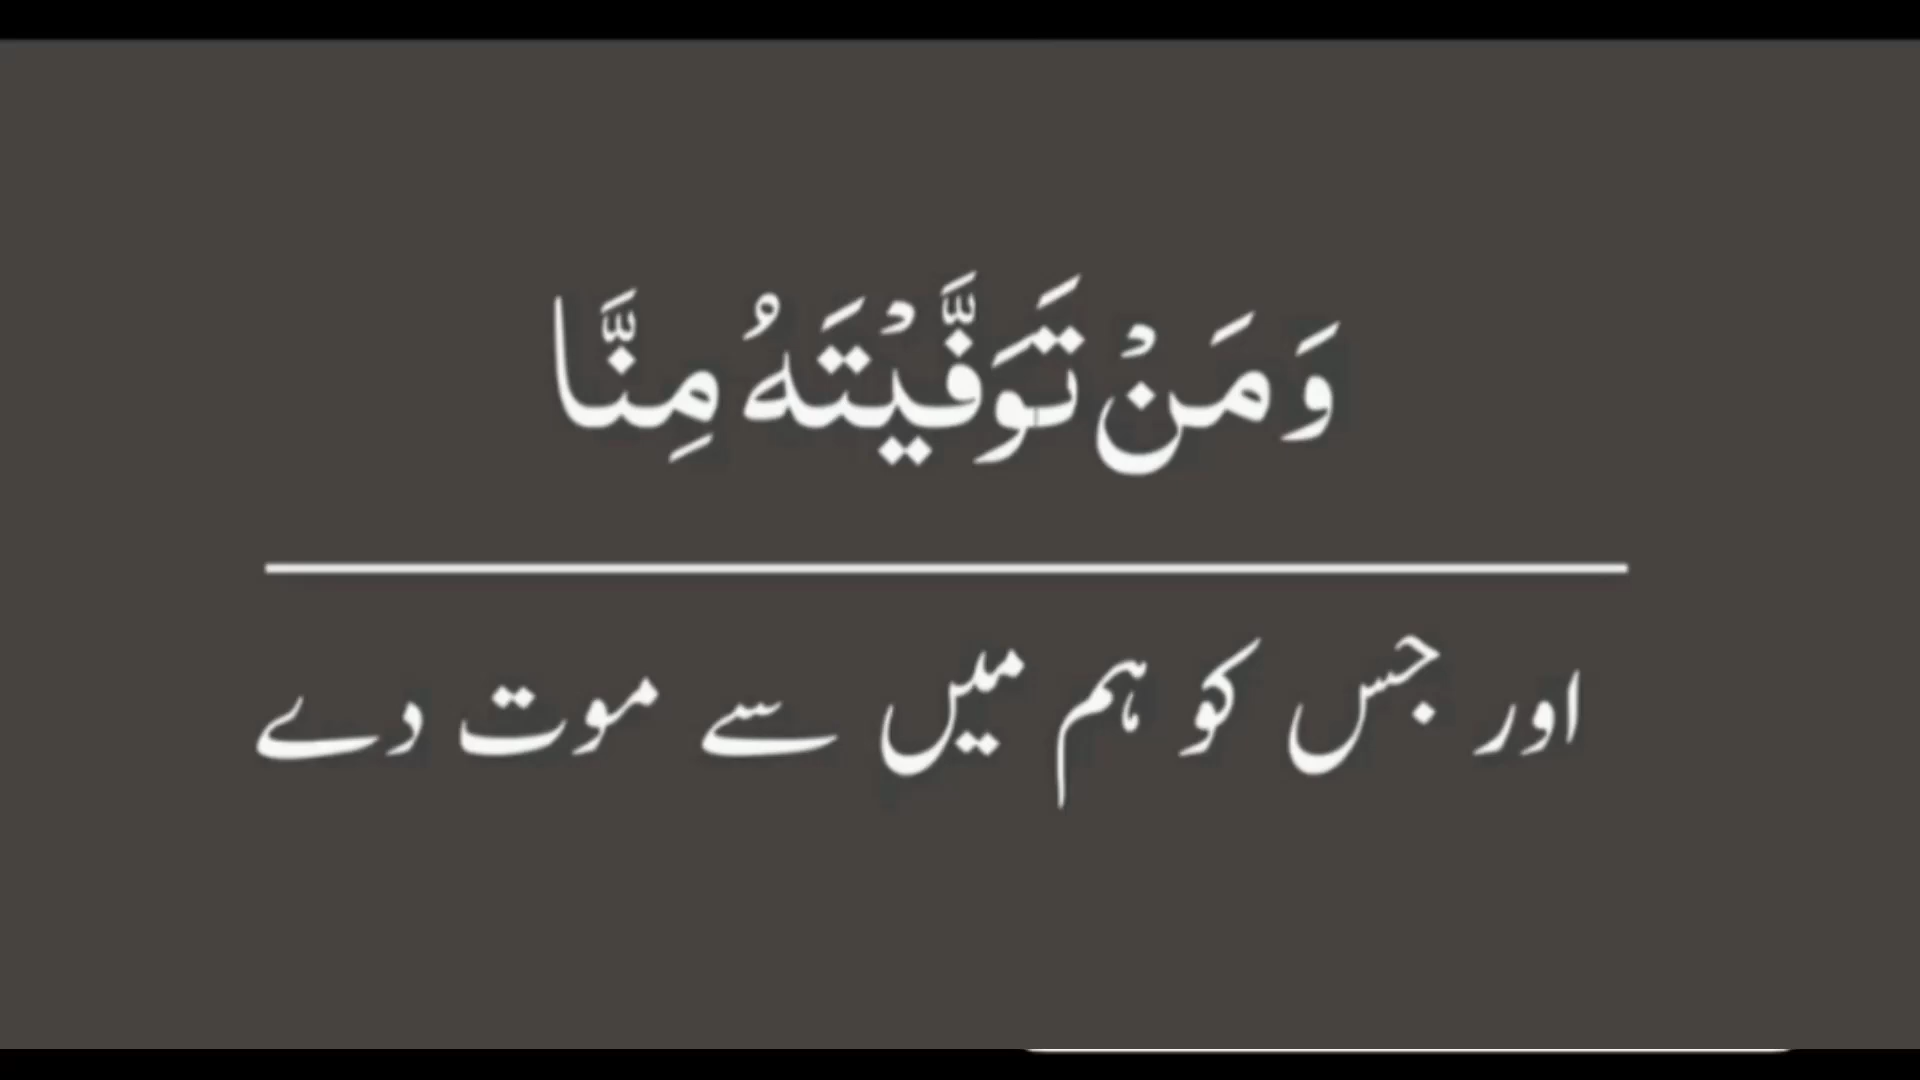 وَمَنْ تَوَفَّيْتَهُ مِنَّا
اور جس کو ہم میں سے موت دے